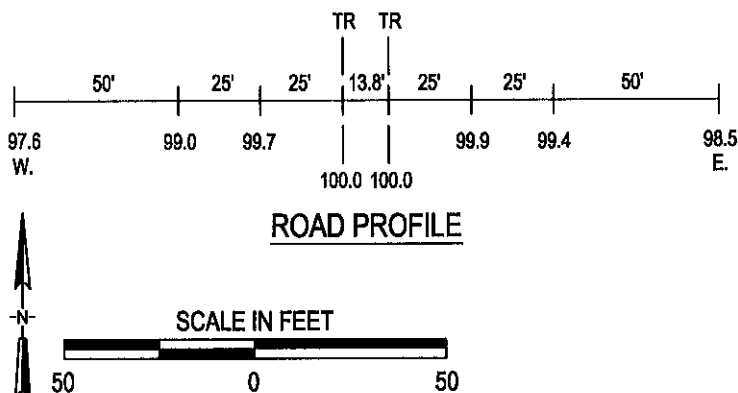 TR TR
50' 25' 25' 13.8' 25' 25' 50'
97.6 99.0 99.7 99.9 99.4 98.5
W. E.
100.0 100.0
ROAD PROFILE
-N-
SCALE IN FEET
50 0 50